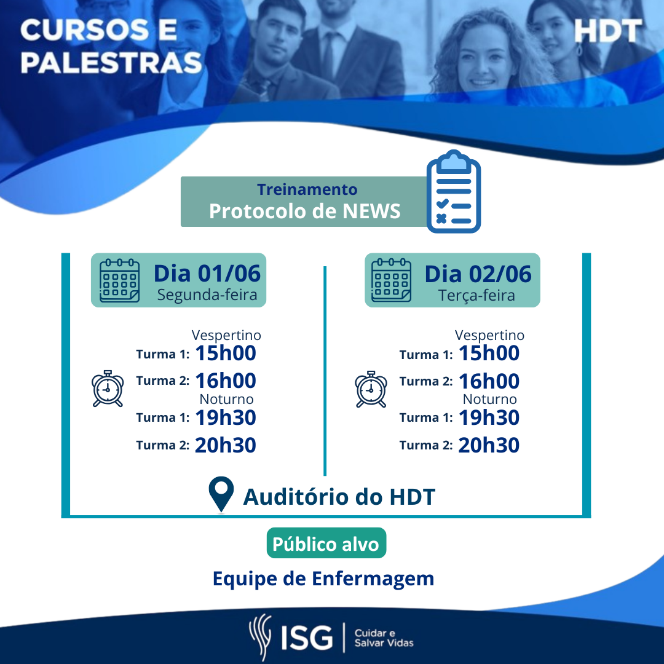 CURSOS E
PALESTRAS
HDT
Treinamento
Protocolo de NEWS
Dia 01/06
Segunda-feira
Vespertino
Turma 1: 15h00
Turma 2: 16h00
Noturno
Turma 1: 19h30
Turma 2: 20h30
Dia 02/06
Terça-feira
Vespertino
Turma 1: 15h00
Turma 2: 16h00
Noturno
Turma 1: 19h30
Turma 2: 20h30
Auditório do HDT
Público alvo
Equipe de Enfermagem
ISG
Cuidar e
Salvar Vidas